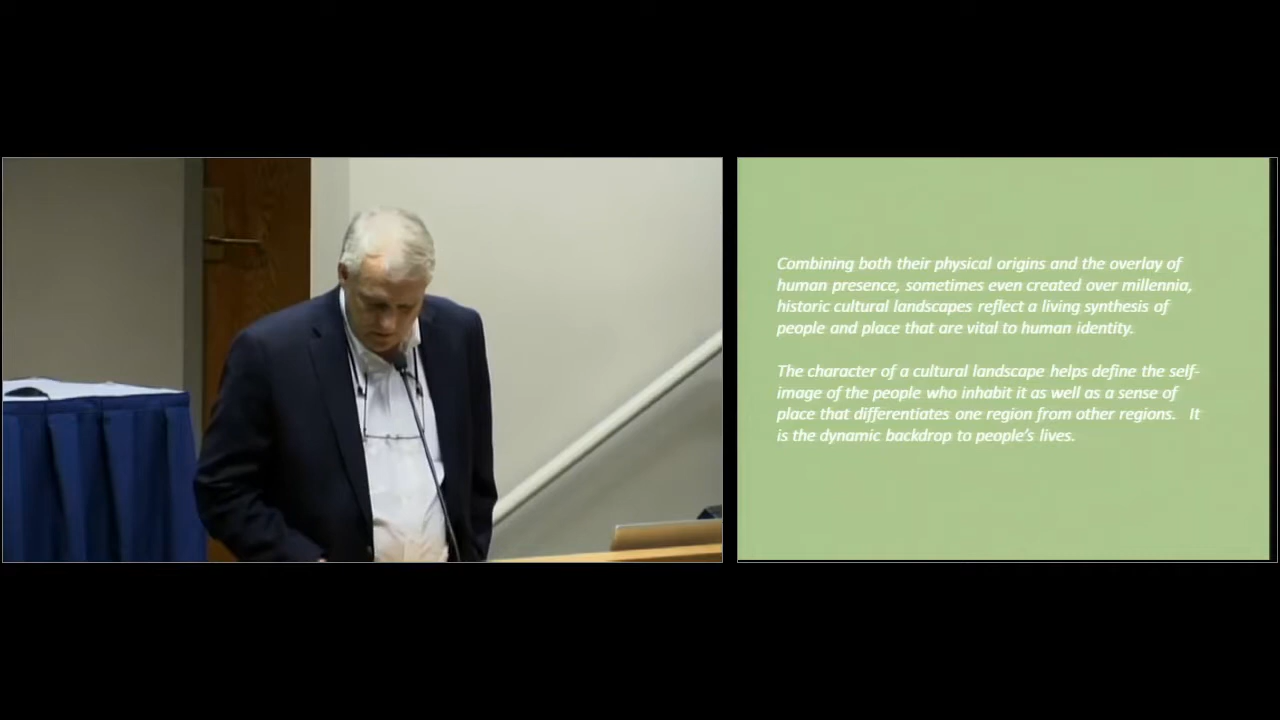 Combining both their physical origins and the overlay of
human presence, sometimes even created over millennia,
historic cultural landscapes reflect a living synthesis of
people and place that are vital to human identity.
The character of a cultural landscape helps define the self-
image of the people who inhabit it as well as a sense of
place that differentiates one region from other regions. It
is the dynamic backdrop to people's lives.